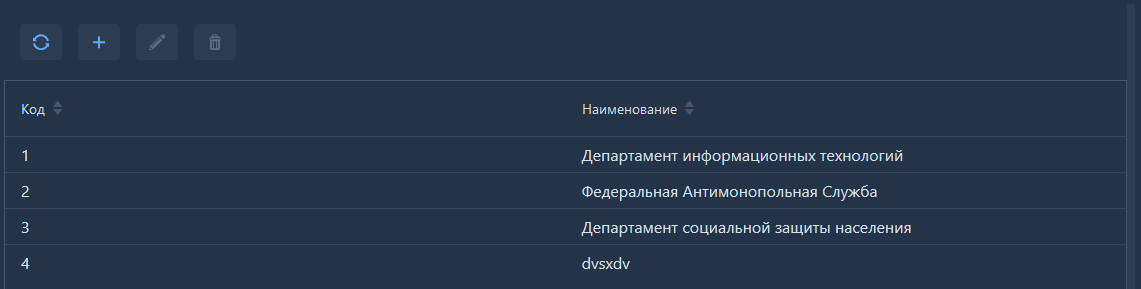 Код Наименование
1 Департамент информационных технологий
2 Федеральная Антимонопольная Служба
3 Департамент социальной защиты населения
4 dvsxdv